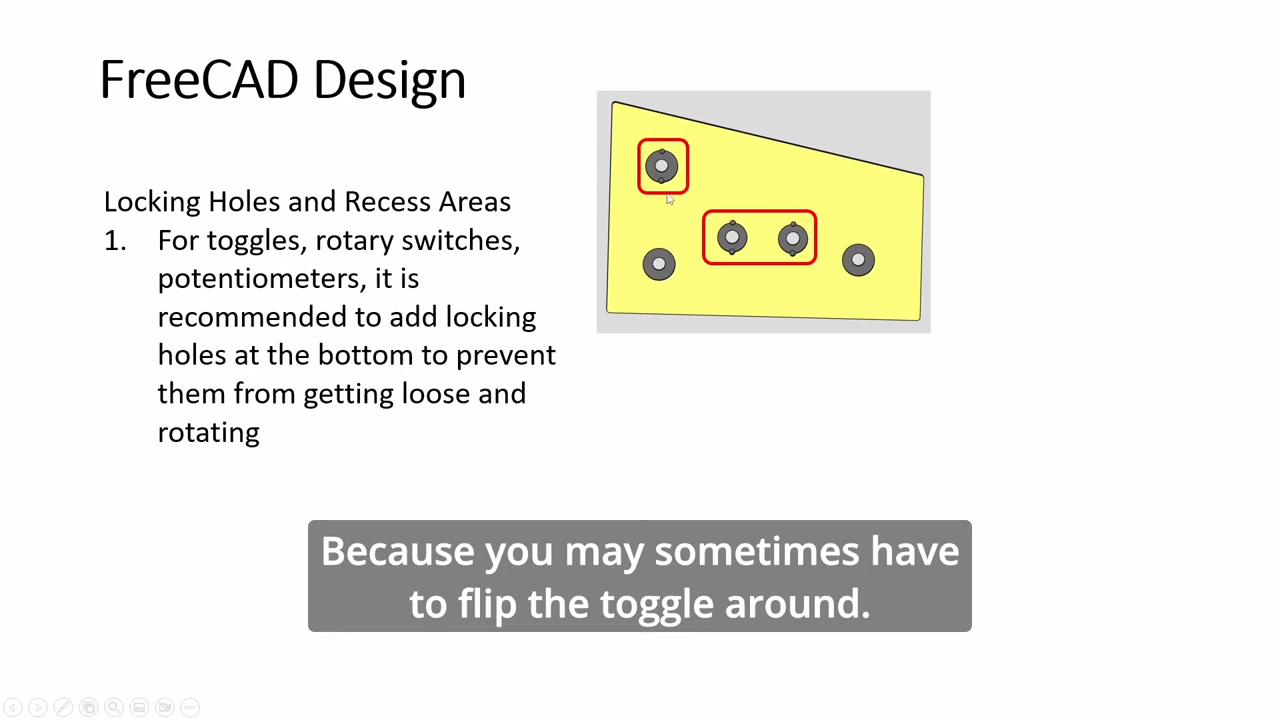 FreeCAD Design
Locking Holes and Recess Areas
1. For toggles, rotary switches,
potentiometers, it is
recommended to add locking
holes at the bottom to prevent
them from getting loose and
rotating
Because you may sometimes have
to flip the toggle around.